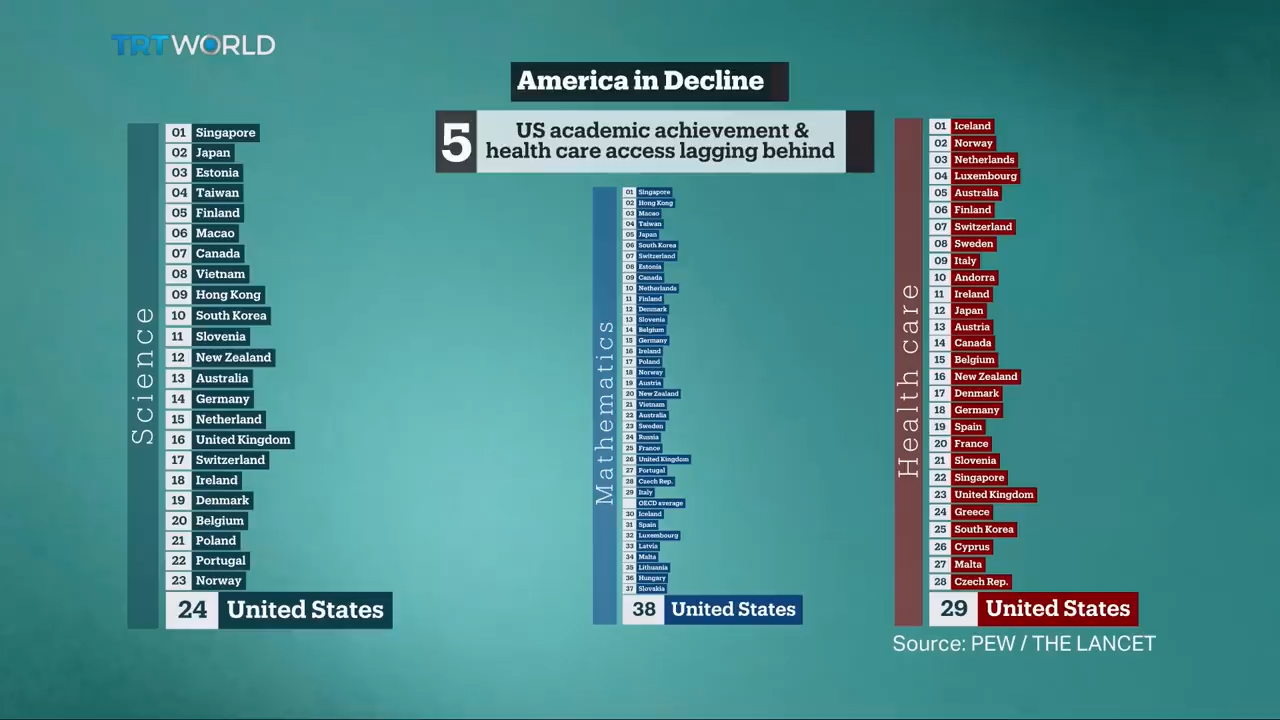 TRT WORLD
America in Decline
5
US academic achievement &
health care access lagging behind
Science
01 Singapore
02 Japan
03 Estonia
04 Taiwan
05 Finland
06 Macao
07 Canada
08 Vietnam
09 Hong Kong
10 South Korea
11 Slovenia
12 New Zealand
13 Australia
14 Germany
15 Netherland
16 United Kingdom
17 Switzerland
18 Ireland
19 Denmark
20 Belgium
21 Poland
22 Portugal
23 Norway
24 United States
Mathematics
01 Singapore
02 Hong Kong
03 Macao
04 Taiwan
05 Japan
06 South Korea
07 Switzerland
08 Estonia
09 Canada
10 Netherlands
11 Finland
12 Denmark
13 Slovenia
14 Belgium
15 Germany
16 Ireland
17 Poland
18 Norway
19 Austria
20 New Zealand
21 Vietnam
22 Australia
23 Sweden
24 Russia
25 France
26 United Kingdom
27 Portugal
28 Czech Rep.
29 Italy
OECD average
30 Iceland
31 Spain
32 Luxembourg
33 Latvia
34 Malta
35 Lithuania
36 Hungary
37 Slovakia
38 United States
Health care
01 Iceland
02 Norway
03 Netherlands
04 Luxembourg
05 Australia
06 Finland
07 Switzerland
08 Sweden
09 Italy
10 Andorra
11 Ireland
12 Japan
13 Austria
14 Canada
15 Belgium
16 New Zealand
17 Denmark
18 Germany
19 Spain
20 France
21 Slovenia
22 Singapore
23 United Kingdom
24 Greece
25 South Korea
26 Cyprus
27 Malta
28 Czech Rep.
29 United States
Source: PEW / THE LANCET